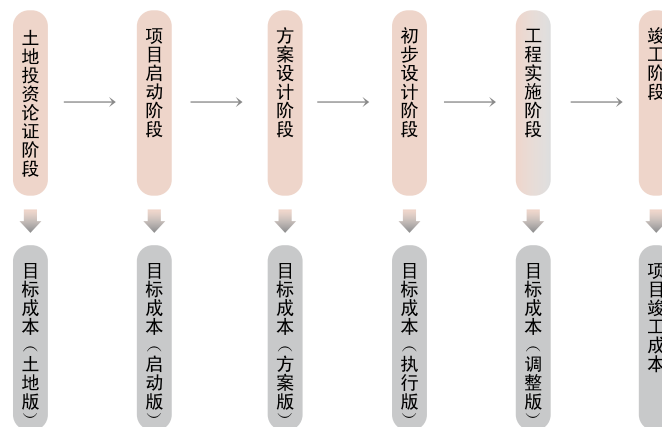 土地投资论证阶段
项目启动阶段
方案设计阶段
初步设计阶段
工程实施阶段
竣工阶段
目标成本（土地版）
目标成本（启动版）
目标成本（方案版）
目标成本（执行版）
目标成本（调整版）
项目竣工成本